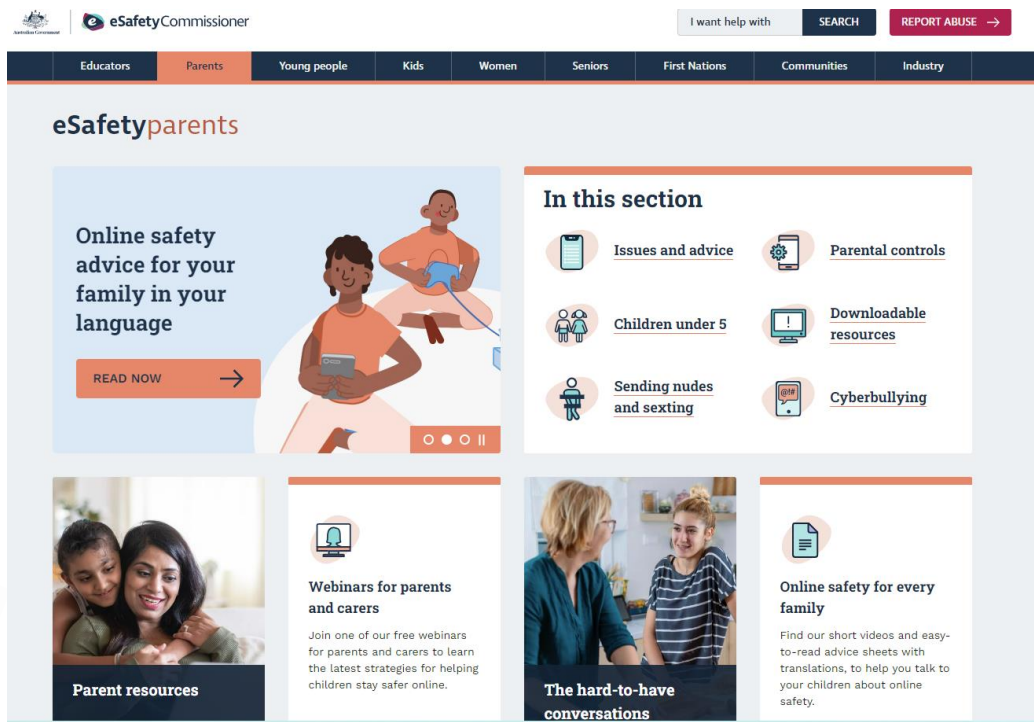 Australian Government
eSafetyCommissioner
I want help with
SEARCH
REPORT ABUSE
Educators
Parents
Young people
Kids
Women
Seniors
First Nations
Communities
Industry
eSafetyparents
Online safety
advice for your
family in your
language
READ NOW
In this section
Issues and advice
Parental controls
Children under 5
Downloadable
resources
Sending nudes
and sexting
@!#
Cyberbullying
Parent resources
Webinars for parents
and carers
Join one of our free webinars
for parents and carers to learn
the latest strategies for helping
children stay safer online.
The hard-to-have
conversations
Online safety for every
family
Find our short videos and easy-
to-read advice sheets with
translations, to help you talk to
your children about online
safety.